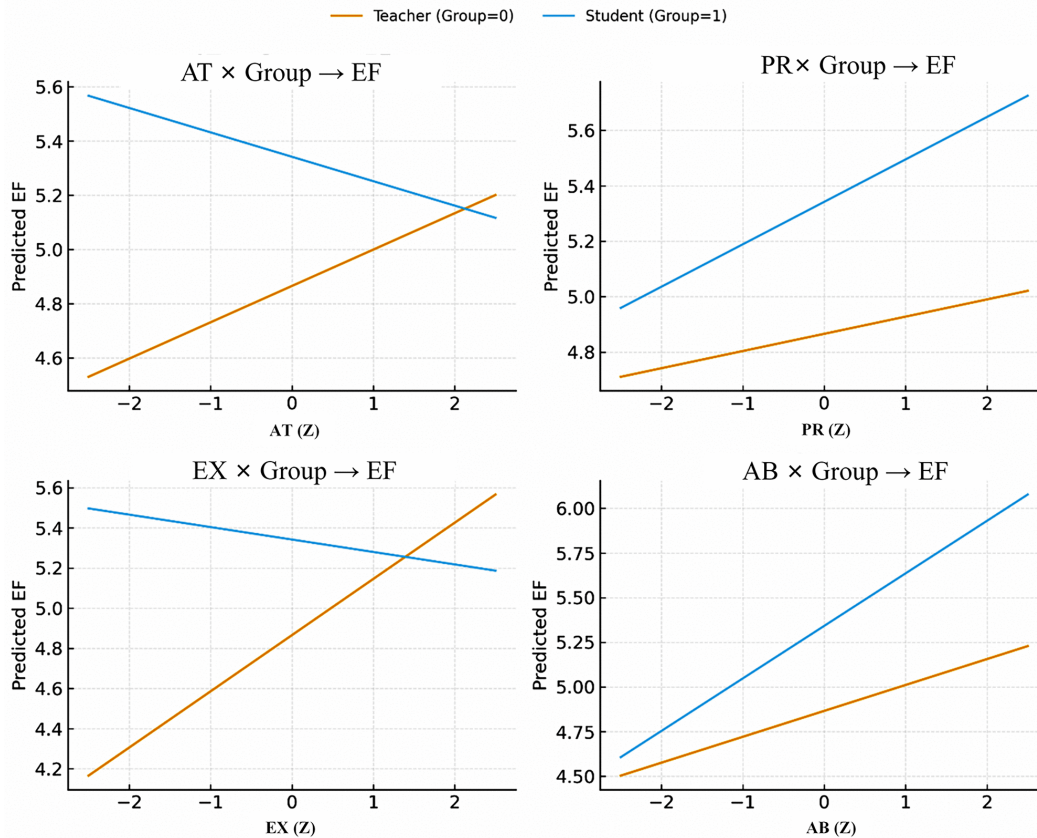 Teacher (Group=0) Student (Group=1)
AT × Group → EF
5.6
5.4
5.2
5.0
4.8
4.6
Predicted EF
−2 −1 0 1 2
AT (Z)
PR× Group → EF
5.6
5.4
5.2
5.0
4.8
Predicted EF
−2 −1 0 1 2
PR (Z)
EX × Group → EF
5.6
5.4
5.2
5.0
4.8
4.6
4.4
4.2
Predicted EF
−2 −1 0 1 2
EX (Z)
AB × Group → EF
6.00
5.75
5.50
5.25
5.00
4.75
4.50
Predicted EF
−2 −1 0 1 2
AB (Z)